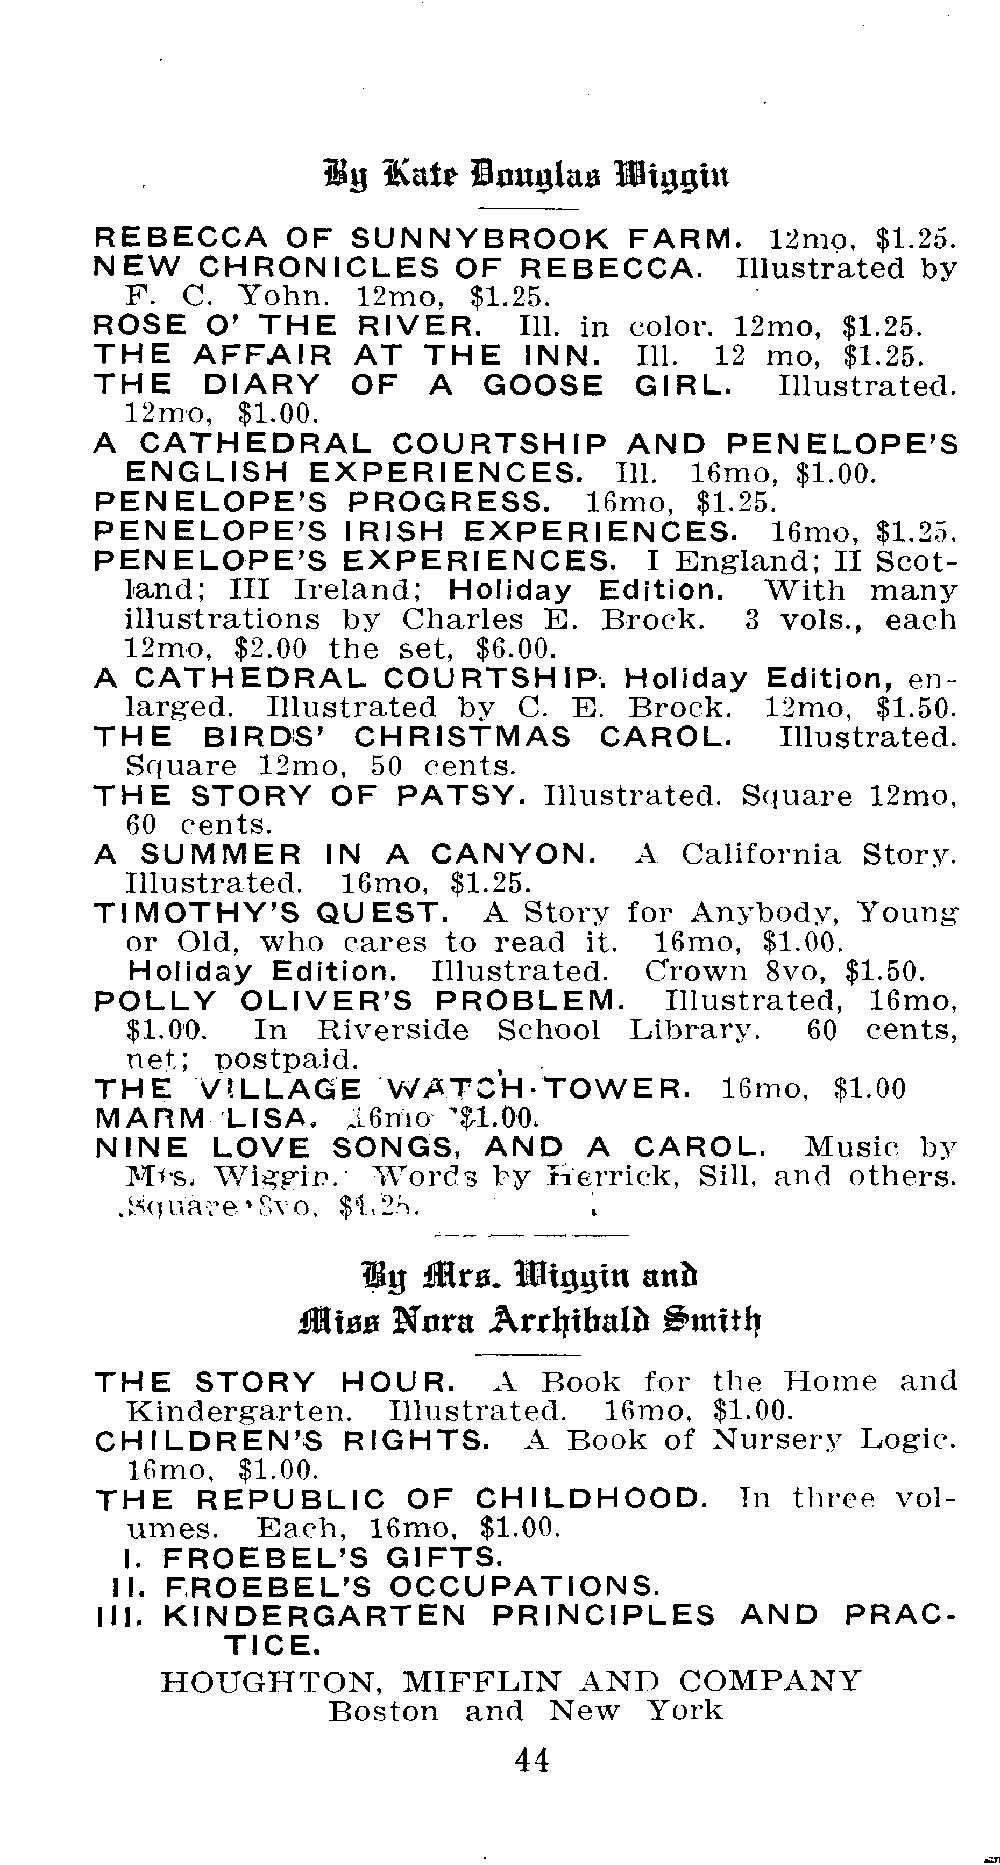 By Kate Douglas Wiggin
REBECCA OF SUNNYBROOK FARM. 12mo, $1.25.
NEW CHRONICLES OF REBECCA. Illustrated by
F. C. Yohn. 12mo, $1.25.
ROSE O' THE RIVER. Ill. in color. 12mo, $1.25.
THE AFFAIR AT THE INN. Ill. 12 mo, $1.25.
THE DIARY OF A GOOSE GIRL. Illustrated.
12mo, $1.00.
A CATHEDRAL COURTSHIP AND PENELOPE'S
ENGLISH EXPERIENCES. Ill. 16mo, $1.00.
PENELOPE'S PROGRESS. 16mo, $1.25.
PENELOPE'S IRISH EXPERIENCES. 16mo, $1.25.
PENELOPE'S EXPERIENCES. I England; II Scot-
land; III Ireland; Holiday Edition. With many
illustrations by Charles E. Brock. 3 vols., each
12mo, $2.00 the set, $6.00.
A CATHEDRAL COURTSHIP. Holiday Edition, en-
larged. Illustrated by C. E. Brock. 12mo, $1.50.
THE BIRDS' CHRISTMAS CAROL. Illustrated.
Square 12mo, 50 cents.
THE STORY OF PATSY. Illustrated. Square 12mo,
60 cents.
A SUMMER IN A CANYON. A California Story.
Illustrated. 16mo, $1.25.
TIMOTHY'S QUEST. A Story for Anybody, Young
or Old, who cares to read it. 16mo, $1.00.
Holiday Edition. Illustrated. Crown 8vo, $1.50.
POLLY OLIVER'S PROBLEM. Illustrated, 16mo,
$1.00. In Riverside School Library. 60 cents,
net; postpaid.
THE VILLAGE WATCH-TOWER. 16mo, $1.00
MARM LISA. 16mo $1.00.
NINE LOVE SONGS, AND A CAROL. Music by
Mrs. Wiggin. Words by Herrick, Sill, and others.
Square 8vo, $1.25.
By Mrs. Wiggin and
Miss Nora Archibald Smith
THE STORY HOUR. A Book for the Home and
Kindergarten. Illustrated. 16mo, $1.00.
CHILDREN'S RIGHTS. A Book of Nursery Logic.
16mo, $1.00.
THE REPUBLIC OF CHILDHOOD. In three vol-
umes. Each, 16mo, $1.00.
I. FROEBEL'S GIFTS.
II. FROEBEL'S OCCUPATIONS.
III. KINDERGARTEN PRINCIPLES AND PRAC-
TICE.
HOUGHTON, MIFFLIN AND COMPANY
Boston and New York
44